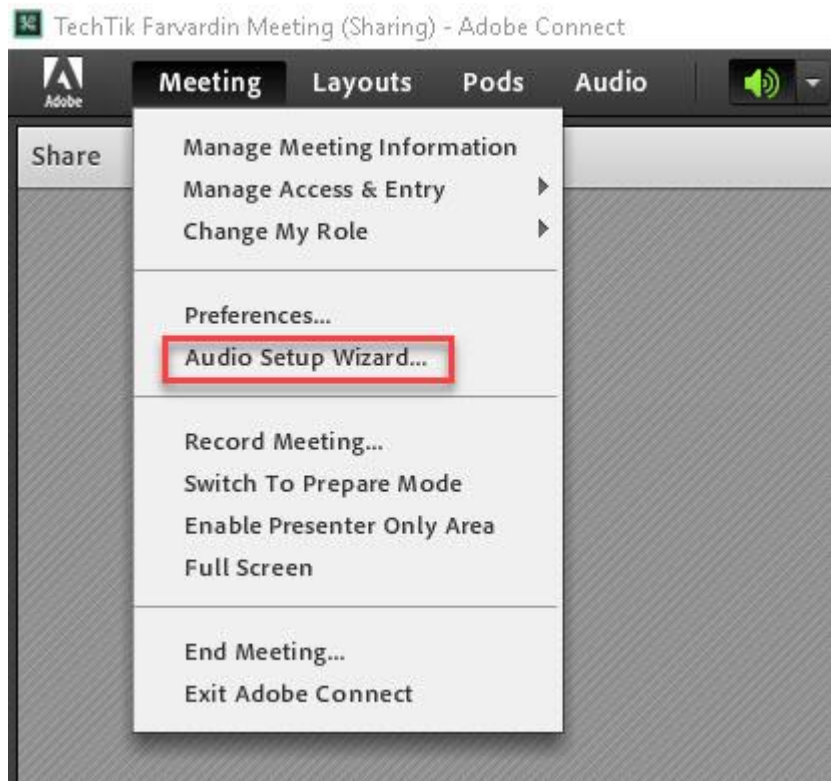 TechTik Farvardin Meeting (Sharing) - Adobe Connect
Adobe Meeting Layouts Pods Audio
Share
Manage Meeting Information
Manage Access & Entry
Change My Role
Preferences...
Audio Setup Wizard...
Record Meeting...
Switch To Prepare Mode
Enable Presenter Only Area
Full Screen
End Meeting...
Exit Adobe Connect